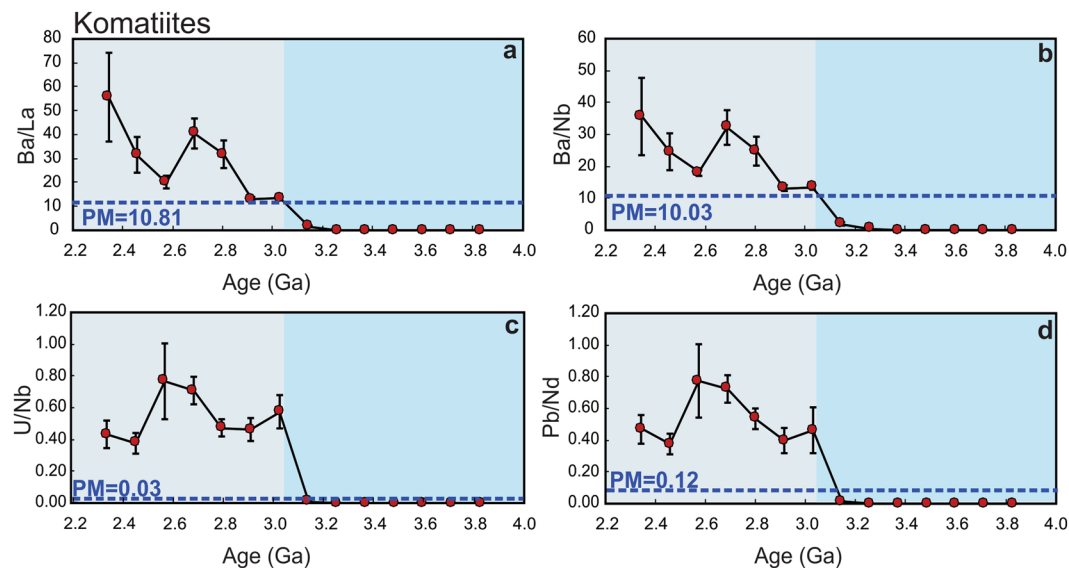 Komatiites
80
70
60
50
40
30
20
10
0
Ba/La
a
PM=10.81
2.2 2.4 2.6 2.8 3.0 3.2 3.4 3.6 3.8 4.0
Age (Ga)
60
50
40
30
20
10
0
Ba/Nb
b
PM=10.03
2.2 2.4 2.6 2.8 3.0 3.2 3.4 3.6 3.8 4.0
Age (Ga)
1.20
1.00
0.80
0.60
0.40
0.20
0.00
U/Nb
c
PM=0.03
2.2 2.4 2.6 2.8 3.0 3.2 3.4 3.6 3.8 4.0
Age (Ga)
1.20
1.00
0.80
0.60
0.40
0.20
0.00
Pb/Nd
d
PM=0.12
2.2 2.4 2.6 2.8 3.0 3.2 3.4 3.6 3.8 4.0
Age (Ga)